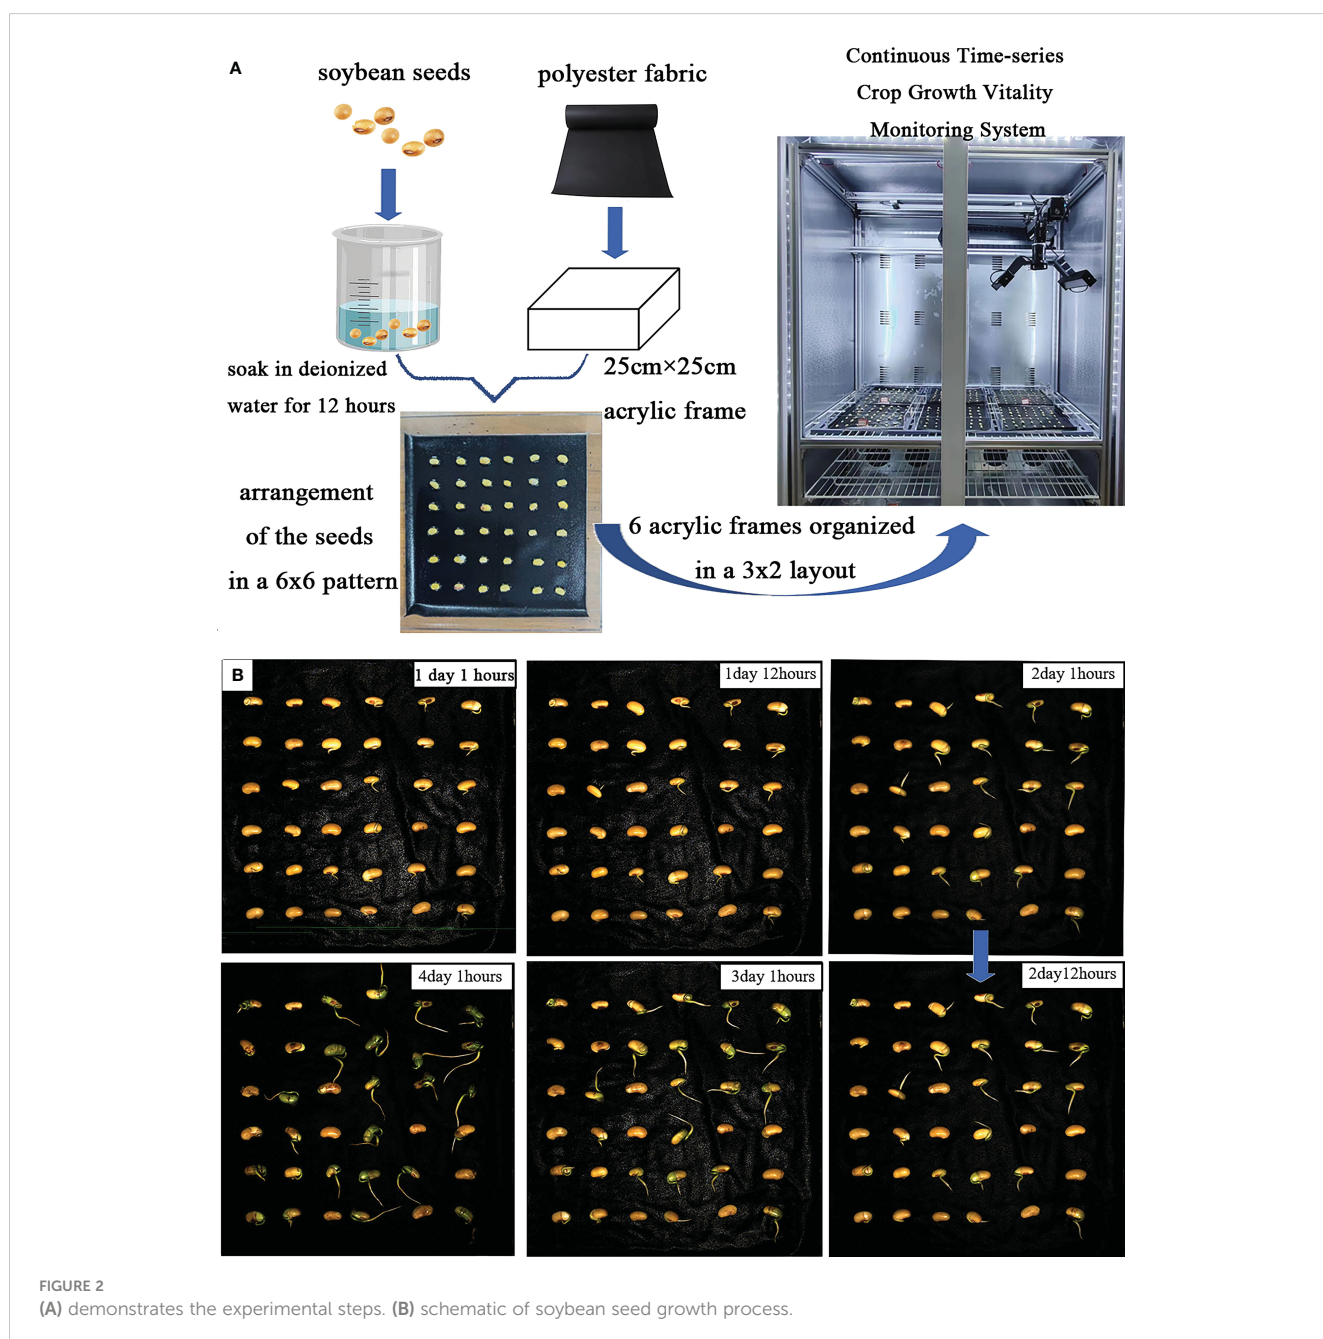 A
soybean seeds
polyester fabric
Continuous Time-series
Crop Growth Vitality
Monitoring System
soak in deionized
water for 12 hours
25cm×25cm
acrylic frame
arrangement
of the seeds
in a 6x6 pattern
6 acrylic frames organized
in a 3x2 layout
B
1 day 1 hours
1day 12hours
2day 1hours
4day 1hours
3day 1hours
2day12hours
FIGURE 2
(A) demonstrates the experimental steps. (B) schematic of soybean seed growth process.